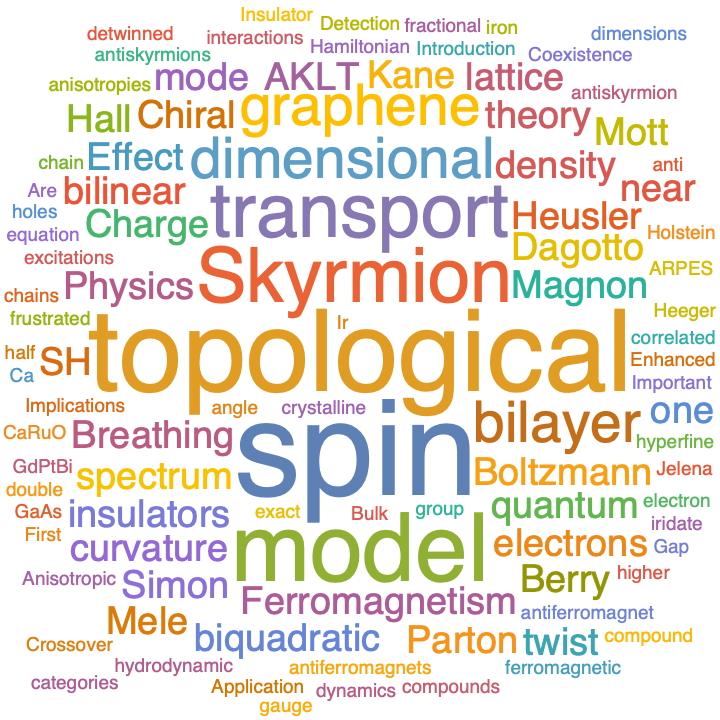 Insulator
detwinned
interactions
Detection
fractional
iron
dimensions
antiskyrmions
Hamiltonian
Introduction
Coexistence
anisotropies
mode
AKLT
Kane
lattice
antiskyrmion
Hall
Chiral
graphene
theory
Mott
chain
Effect
dimensional
density
anti
Are
bilinear
transport
near
holes
Charge
Heusler
Holstein
equation
Dagotto
excitations
Skyrmion
ARPES
chains
Physics
Magnon
Heeger
frustrated
Ir
correlated
half
SH
topological
Enhanced
Ca
Important
Implications
angle
crystalline
bilayer
one
CaRuO
Breathing
spin
hyperfine
GdPtBi
spectrum
Boltzmann
Jelena
double
GaAs
insulators
exact
Bulk
group
quantum
electron
First
iridate
curvature
model
electrons
Gap
Anisotropic
Simon
Berry
higher
Mele
Ferromagnetism
antiferromagnet
Crossover
biquadratic
Parton
twist
compound
hydrodynamic
antiferromagnets
ferromagnetic
categories
Application
dynamics
compounds
gauge